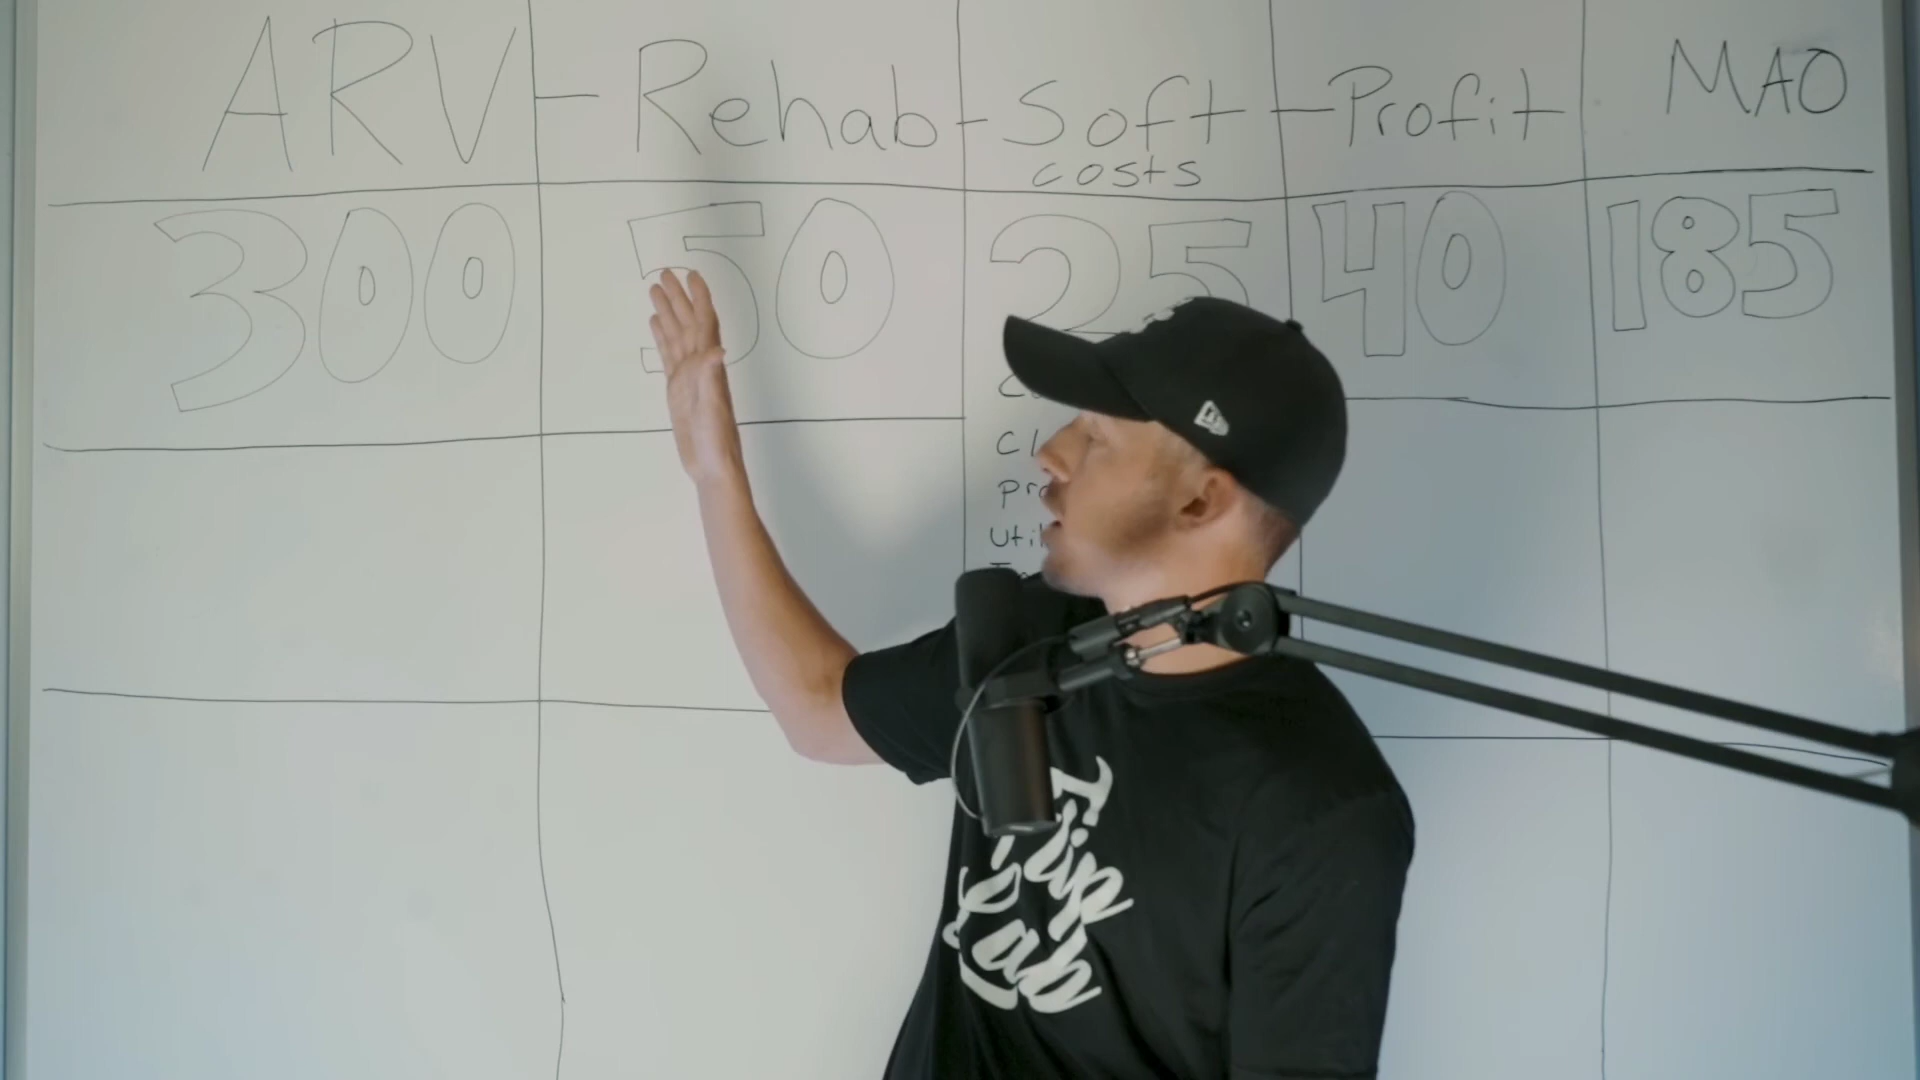 ARV - Rehab - Soft - Profit MAO
costs
300 50 25 40 185
Flip
Lab